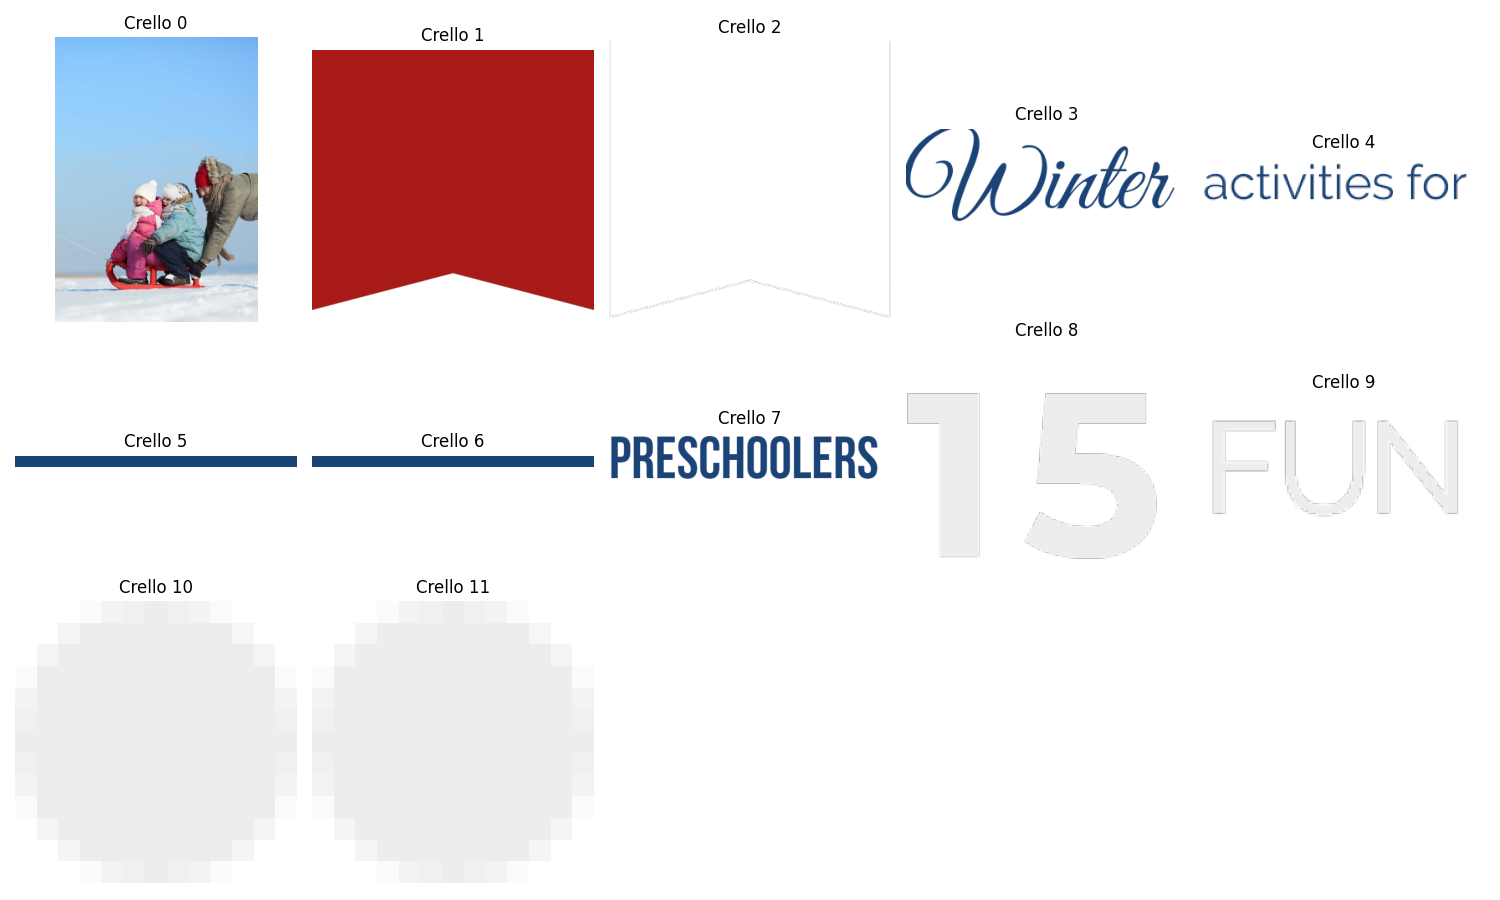 Crello 0
Crello 1
Crello 2
Crello 3
Winter
Crello 4
activities for
Crello 5
Crello 6
Crello 7
PRESCHOOLERS
Crello 8
15
Crello 9
FUN
Crello 10
Crello 11